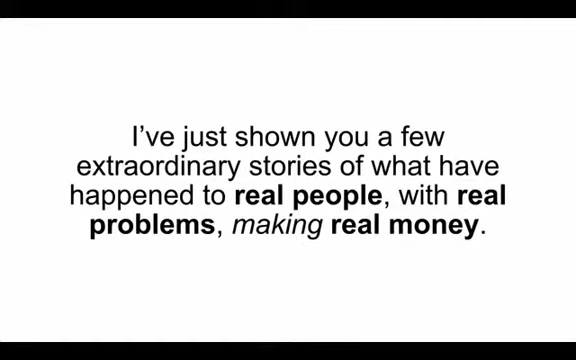 I’ve just shown you a few
extraordinary stories of what have
happened to real people, with real
problems, making real money.